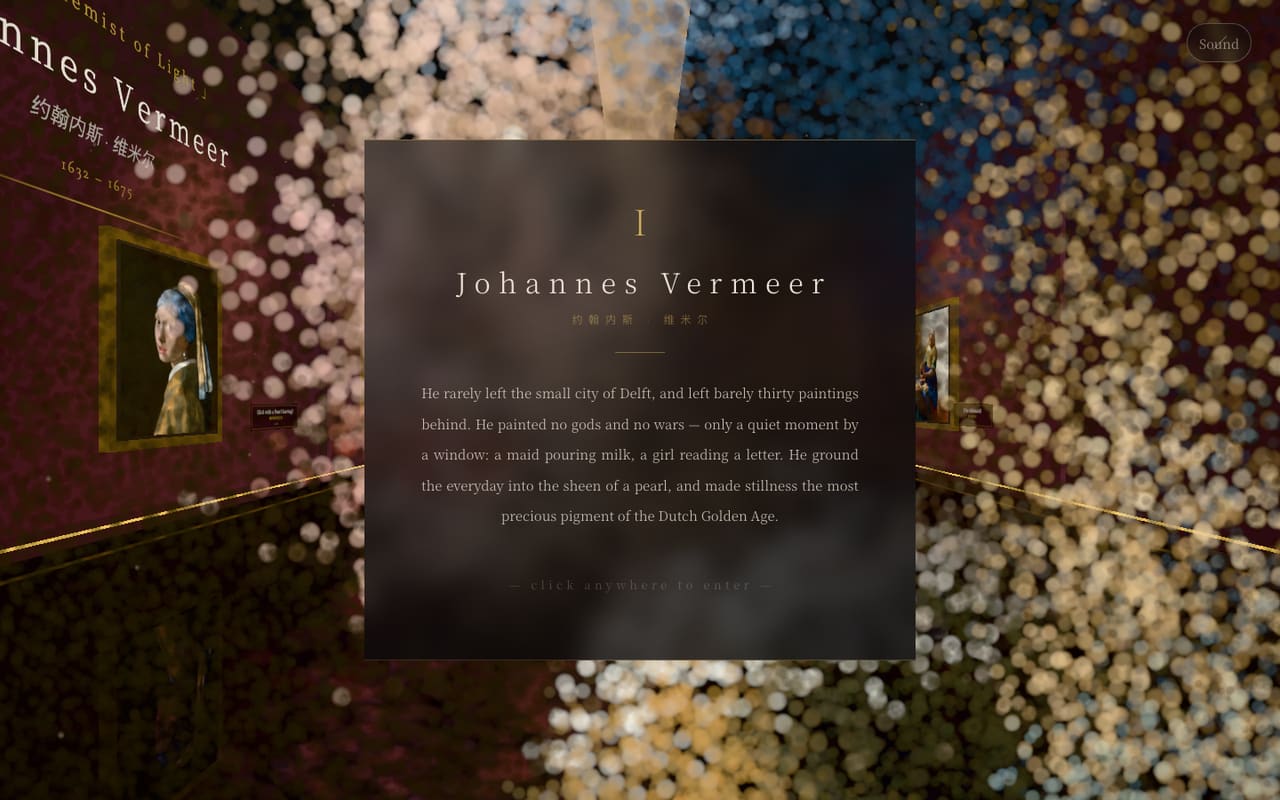 Sound
emist of Light
nnes Vermeer
约翰内斯 · 维米尔
1632 – 1675
I
Johannes Vermeer
约翰内斯 · 维米尔
He rarely left the small city of Delft, and left barely thirty paintings
behind. He painted no gods and no wars — only a quiet moment by
a window: a maid pouring milk, a girl reading a letter. He ground
the everyday into the sheen of a pearl, and made stillness the most
precious pigment of the Dutch Golden Age.
— click anywhere to enter —